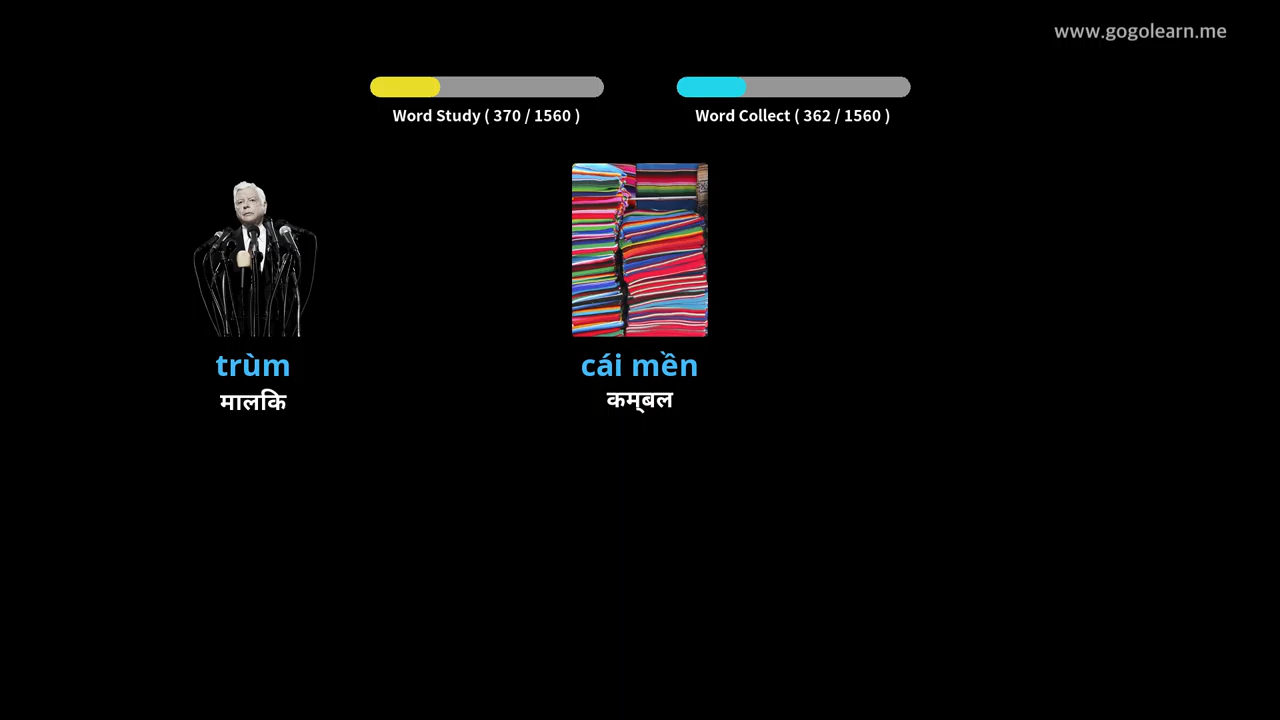 www.gogolearn.me
Word Study ( 370 / 1560 )
Word Collect ( 362 / 1560 )
trùm
मालकि
cái mền
कम्‌बल